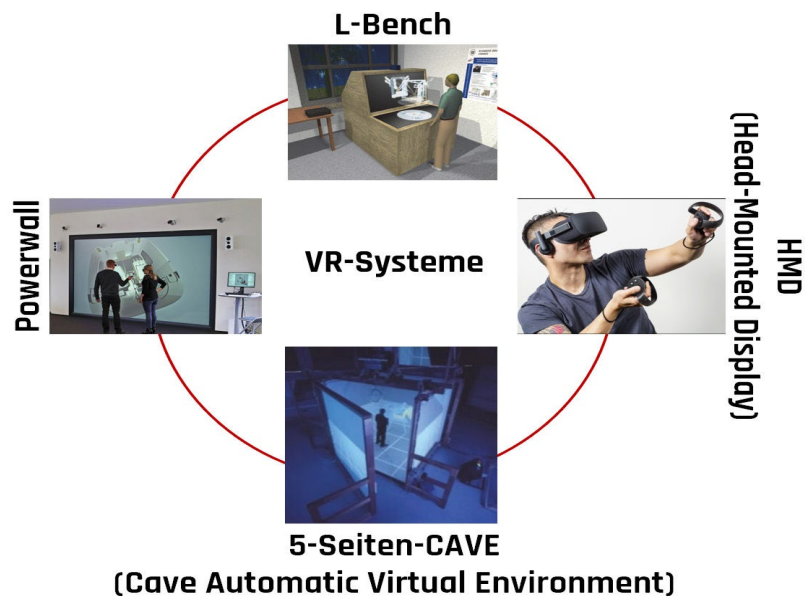 L-Bench
Powerwall
VR-Systeme
HMD
(Head-Mounted Display)
5-Seiten-CAVE
(Cave Automatic Virtual Environment)